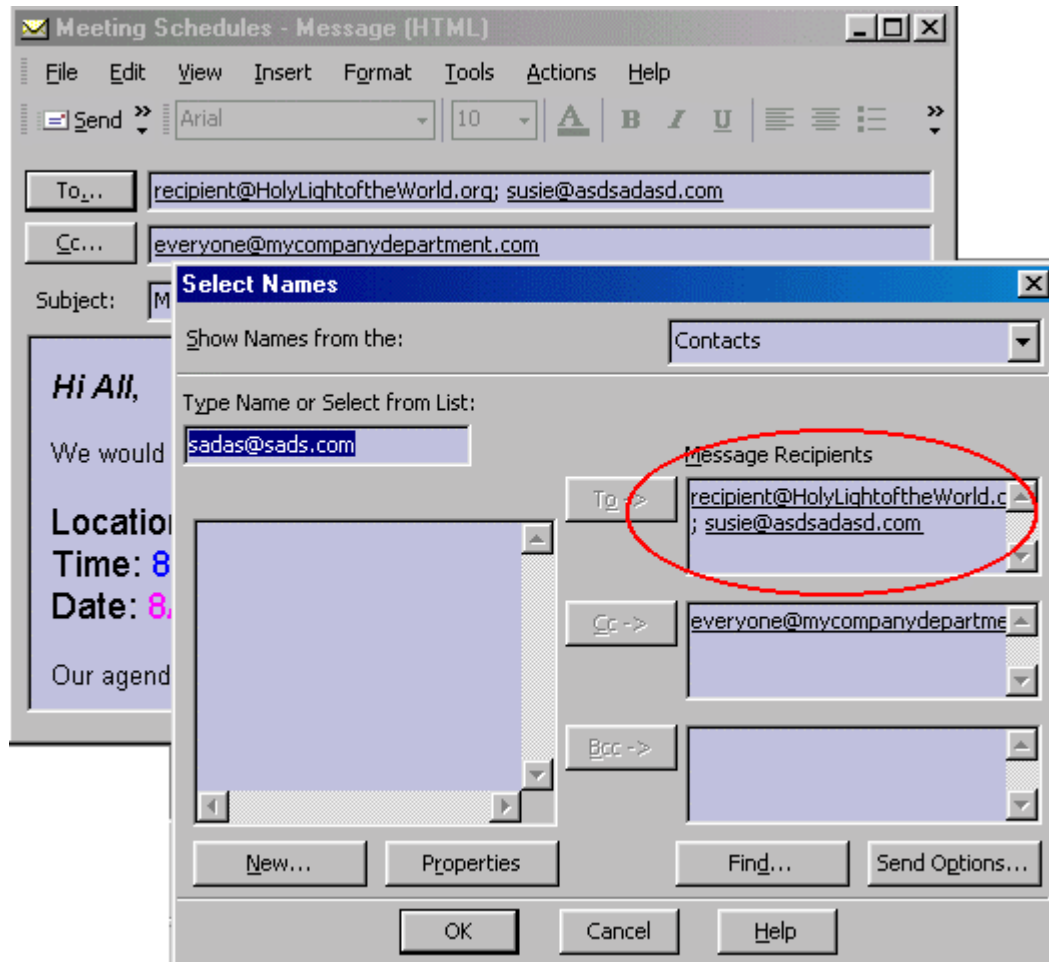 Meeting Schedules - Message (HTML)
File Edit View Insert Format Tools Actions Help
Send Arial 10 A B I U
To... recipient@HolyLightoftheWorld.org; susie@asdsadasd.com
Cc... everyone@mycompanydepartment.com
Subject: M
Hi All,
We would
Location
Time: 8
Date: 8/
Our agend
Select Names
Show Names from the: Contacts
Type Name or Select from List:
sadas@sads.com
Message Recipients
To -> recipient@HolyLightoftheWorld.c
; susie@asdsadasd.com
Cc -> everyone@mycompanydepartme
Bcc ->
New... Properties Find... Send Options...
OK Cancel Help